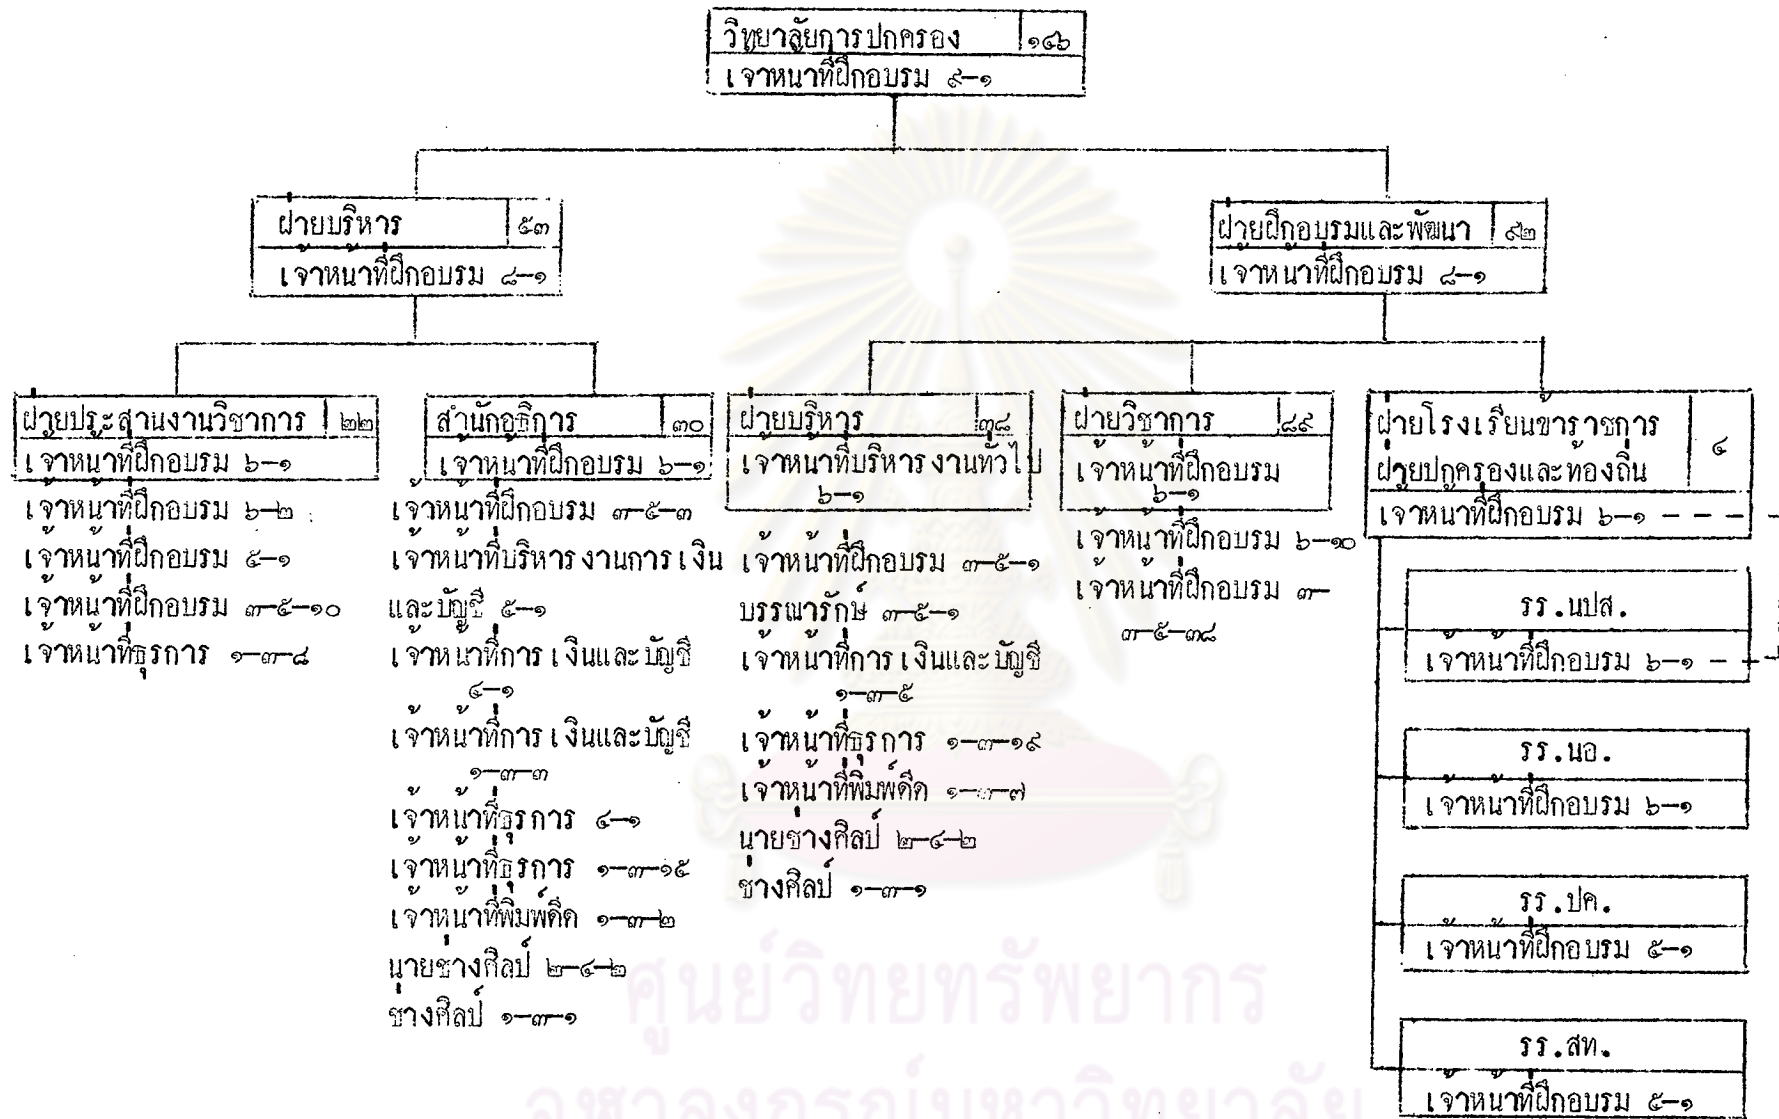 วิทยาลัยการปกครอง ๑๔๖
เจ้าหน้าที่ฝึกอบรม ๙-๑
ฝ่ายบริหาร ๕๓
เจ้าหน้าที่ฝึกอบรม ๘-๑
ฝ่ายฝึกอบรมและพัฒนา ๙๒
เจ้าหน้าที่ฝึกอบรม ๘-๑
ฝ่ายประสานงานวิชาการ ๒๒
เจ้าหน้าที่ฝึกอบรม ๖-๑
เจ้าหน้าที่ฝึกอบรม ๖-๒
เจ้าหน้าที่ฝึกอบรม ๕-๑
เจ้าหน้าที่ฝึกอบรม ๓-๕-๑๐
เจ้าหน้าที่ธุรการ ๑-๓-๘
สำนักอธิการ ๓๐
เจ้าหน้าที่ฝึกอบรม ๖-๑
เจ้าหน้าที่ฝึกอบรม ๓-๕-๓
เจ้าหน้าที่บริหารงานการเงิน
และบัญชี ๕-๑
เจ้าหน้าที่การเงินและบัญชี
๔-๑
เจ้าหน้าที่การเงินและบัญชี
๑-๓-๓
เจ้าหน้าที่ธุรการ ๔-๑
เจ้าหน้าที่ธุรการ ๑-๓-๑๕
เจ้าหน้าที่พิมพ์ดีด ๑-๓-๒
นายช่างศิลป์ ๒-๔-๒
ช่างศิลป์ ๑-๓-๑
ฝ่ายบริหาร ๓๘
เจ้าหน้าที่บริหารงานทั่วไป
๖-๑
เจ้าหน้าที่ฝึกอบรม ๓-๕-๑
บรรณารักษ์ ๓-๕-๑
เจ้าหน้าที่การเงินและบัญชี
๑-๓-๕
เจ้าหน้าที่ธุรการ ๑-๓-๑๙
เจ้าหน้าที่พิมพ์ดีด ๑-๓-๗
นายช่างศิลป์ ๒-๔-๒
ช่างศิลป์ ๑-๓-๑
ฝ่ายวิชาการ ๔๙
เจ้าหน้าที่ฝึกอบรม
๖-๑
เจ้าหน้าที่ฝึกอบรม ๖-๑๐
เจ้าหน้าที่ฝึกอบรม ๓-
๓-๕-๓๘
ฝ่ายโรงเรียนข้าราชการ
ฝ่ายปกครองและท้องถิ่น ๔
เจ้าหน้าที่ฝึกอบรม ๖-๑
รร.นปส.
เจ้าหน้าที่ฝึกอบรม ๖-๑
รร.นอ.
เจ้าหน้าที่ฝึกอบรม ๖-๑
รร.ปค.
เจ้าหน้าที่ฝึกอบรม ๕-๑
รร.สท.
เจ้าหน้าที่ฝึกอบรม ๕-๑
ศูนย์วิทยทรัพยากร
จุฬาลงกรณ์มหาวิทยาลัย